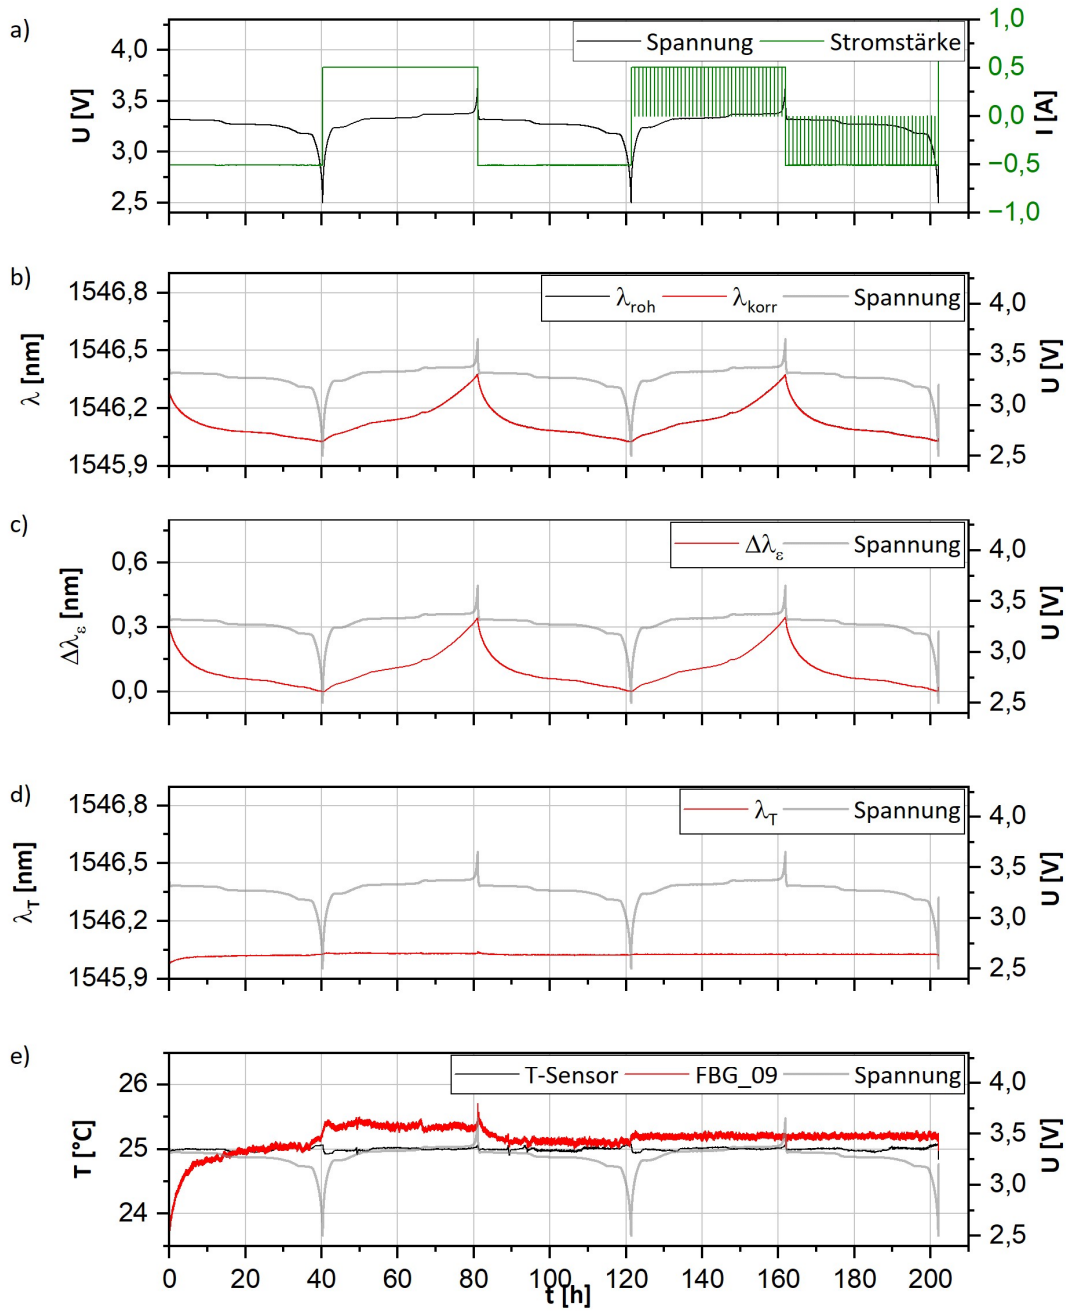 a)
Spannung Stromstärke
4,0
3,5
3,0
2,5
U [V]
1,0
0,5
0,0
−0,5
−1,0
I [A]
b)
λroh λkorr Spannung
1546,8
1546,5
1546,2
1545,9
λ [nm]
4,0
3,5
3,0
2,5
U [V]
c)
Δλε Spannung
0,6
0,3
0,0
Δλε [nm]
4,0
3,5
3,0
2,5
U [V]
d)
λT Spannung
1546,8
1546,5
1546,2
1545,9
λT [nm]
4,0
3,5
3,0
2,5
U [V]
e)
T-Sensor FBG_09 Spannung
26
25
24
T [°C]
4,0
3,5
3,0
2,5
U [V]
0 20 40 60 80 100 120 140 160 180 200
t [h]